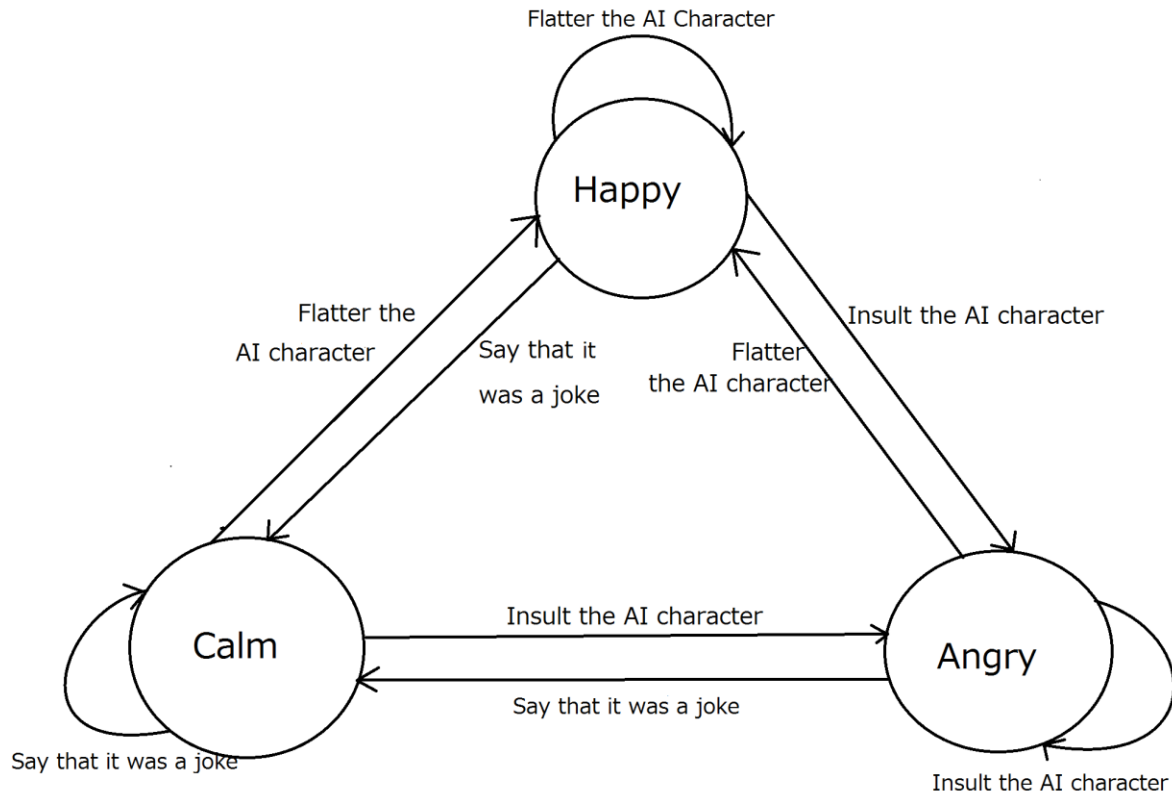 Flatter the AI Character
Happy
Flatter the
AI character
Say that it
was a joke
Insult the AI character
Flatter
the AI character
Calm
Insult the AI character
Say that it was a joke
Angry
Say that it was a joke
Insult the AI character